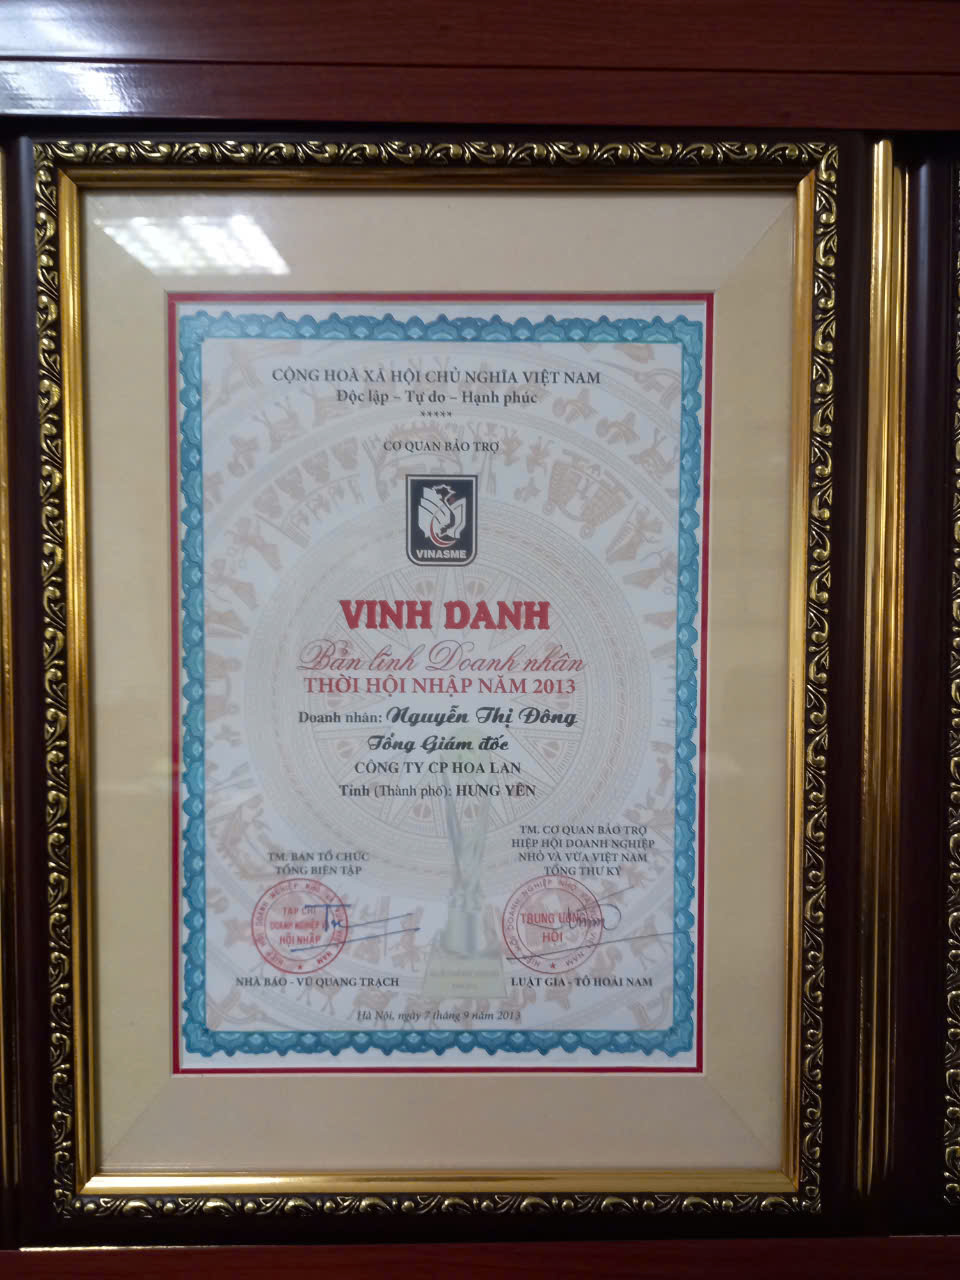 CỘNG HOÀ XÃ HỘI CHỦ NGHĨA VIỆT NAM
Độc lập – Tự do – Hạnh phúc
*****
CƠ QUAN BẢO TRỢ
VINASME
VINH DANH
Bản lĩnh Doanh nhân
THỜI HỘI NHẬP NĂM 2013
Doanh nhân: Nguyễn Thị Đông
Tổng Giám đốc
CÔNG TY CP HOA LAN
Tỉnh (Thành phố): HƯNG YÊN
TM. BAN TỔ CHỨC
TỔNG BIÊN TẬP
TẠP CHÍ
DOANH NGHIỆP
HỘI NHẬP
NHÀ BÁO - VŨ QUANG TRẠCH
TM. CƠ QUAN BẢO TRỢ
HIỆP HỘI DOANH NGHIỆP
NHỎ VÀ VỪA VIỆT NAM
TỔNG THƯ KÝ
TRUNG ƯƠNG
HỘI
LUẬT GIA - TÔ HOÀI NAM
Hà Nội, ngày 7 tháng 9 năm 2013